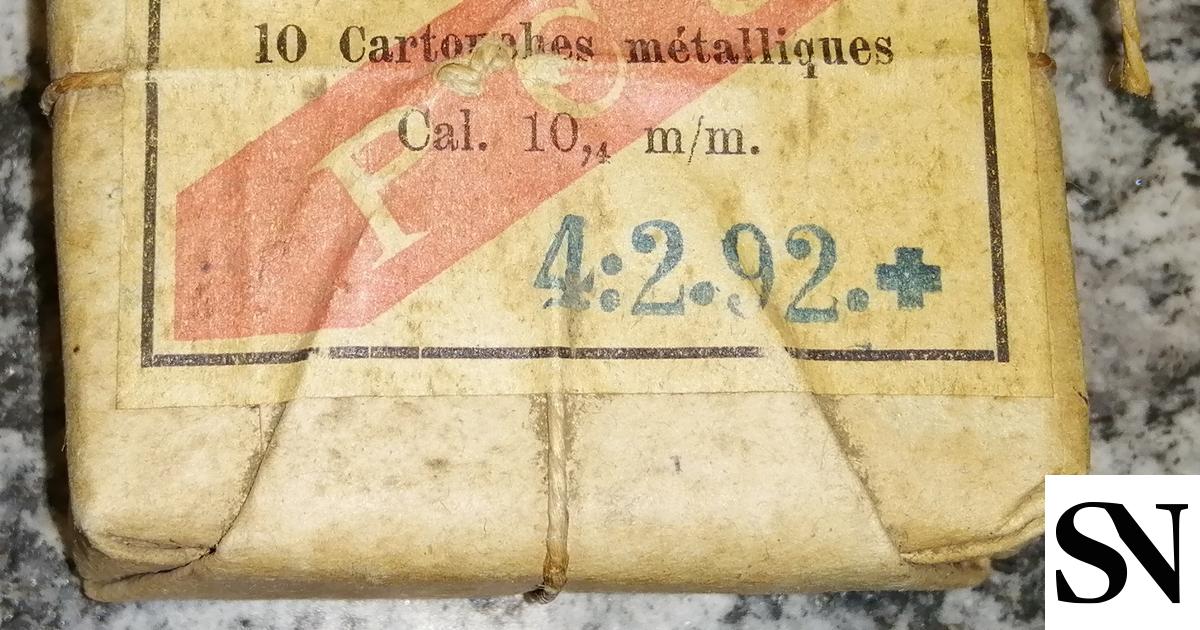 10 Cartouches métalliques
Cal. 10,4 m/m.
4:2.92.✚
SN